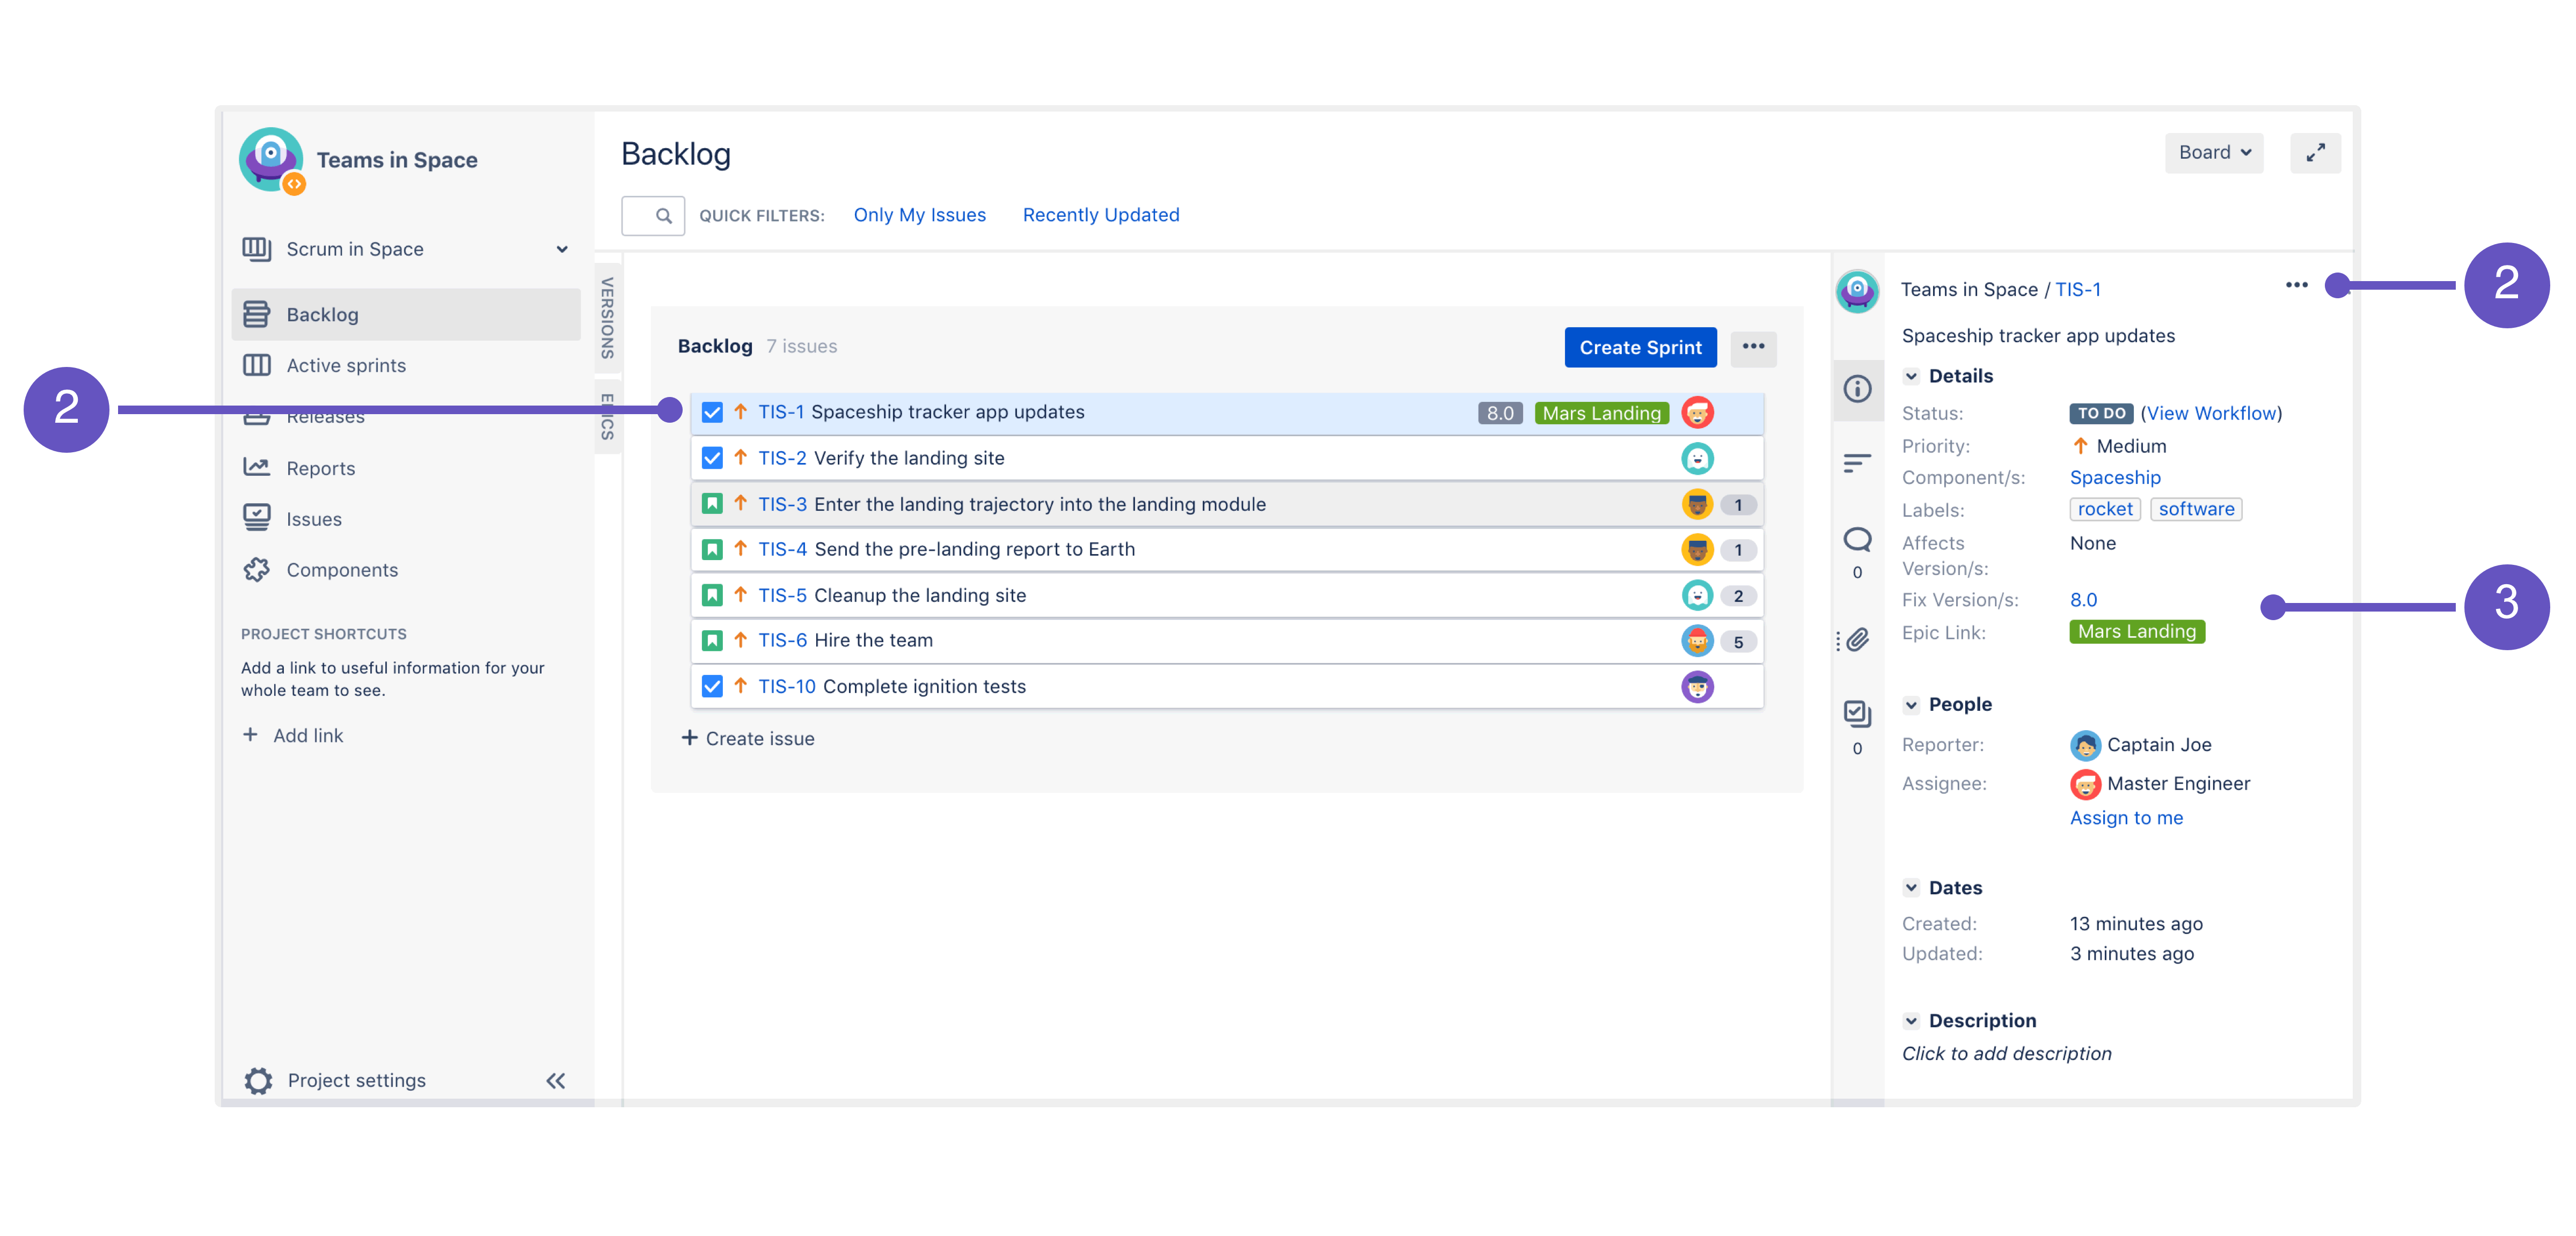 Teams in Space
Scrum in Space
Backlog
Active sprints
Releases
Reports
Issues
Components
PROJECT SHORTCUTS
Add a link to useful information for your
whole team to see.
+ Add link
Project settings
Backlog
Board
QUICK FILTERS: Only My Issues Recently Updated
VERSIONS
EPICS
Backlog 7 issues
Create Sprint •••
2
TIS-1 Spaceship tracker app updates 8.0 Mars Landing
TIS-2 Verify the landing site
TIS-3 Enter the landing trajectory into the landing module 1
TIS-4 Send the pre-landing report to Earth 1
TIS-5 Cleanup the landing site 2
TIS-6 Hire the team 5
TIS-10 Complete ignition tests
+ Create issue
0
0
Teams in Space / TIS-1 •••
2
Spaceship tracker app updates
Details
Status: TO DO (View Workflow)
Priority: Medium
Component/s: Spaceship
Labels: rocket software
Affects None
Version/s:
Fix Version/s: 8.0
3
Epic Link: Mars Landing
People
Reporter: Captain Joe
Assignee: Master Engineer
Assign to me
Dates
Created: 13 minutes ago
Updated: 3 minutes ago
Description
Click to add description